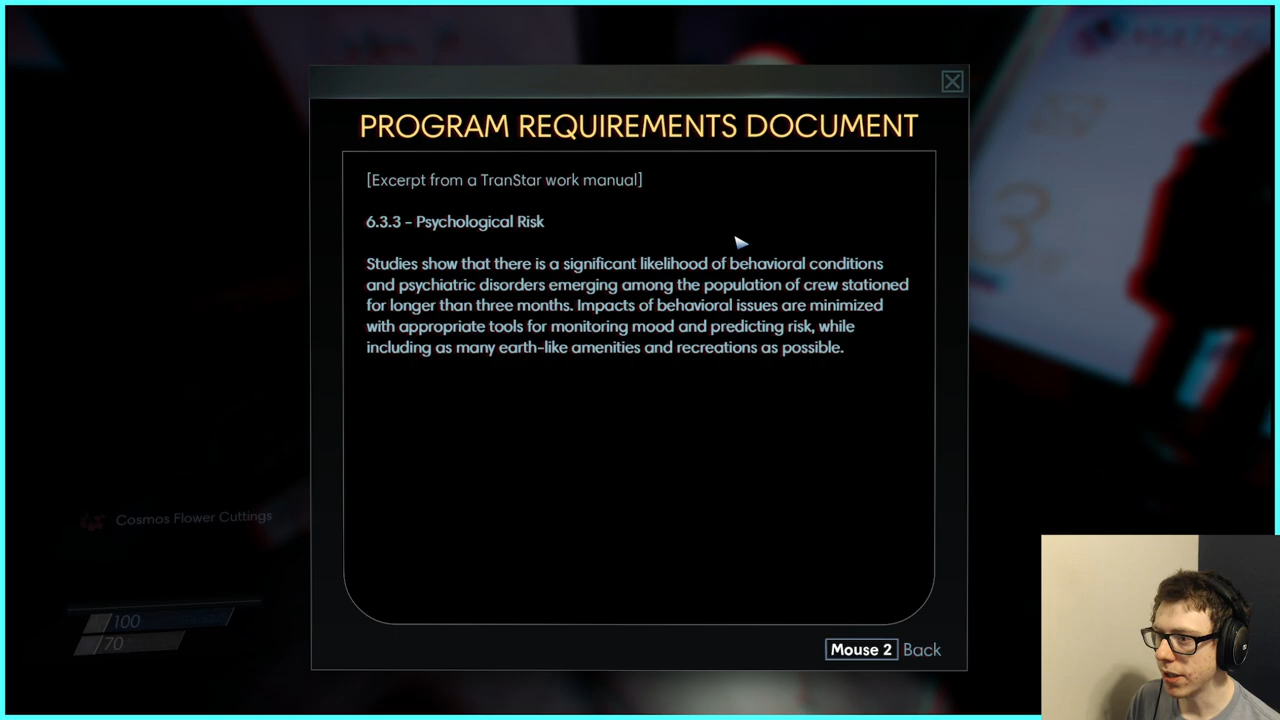 PROGRAM REQUIREMENTS DOCUMENT
[Excerpt from a TranStar work manual]
6.3.3 - Psychological Risk
Studies show that there is a significant likelihood of behavioral conditions
and psychiatric disorders emerging among the population of crew stationed
for longer than three months. Impacts of behavioral issues are minimized
with appropriate tools for monitoring mood and predicting risk, while
including as many earth-like amenities and recreations as possible.
Cosmos Flower Cuttings
100
70
Mouse 2 Back